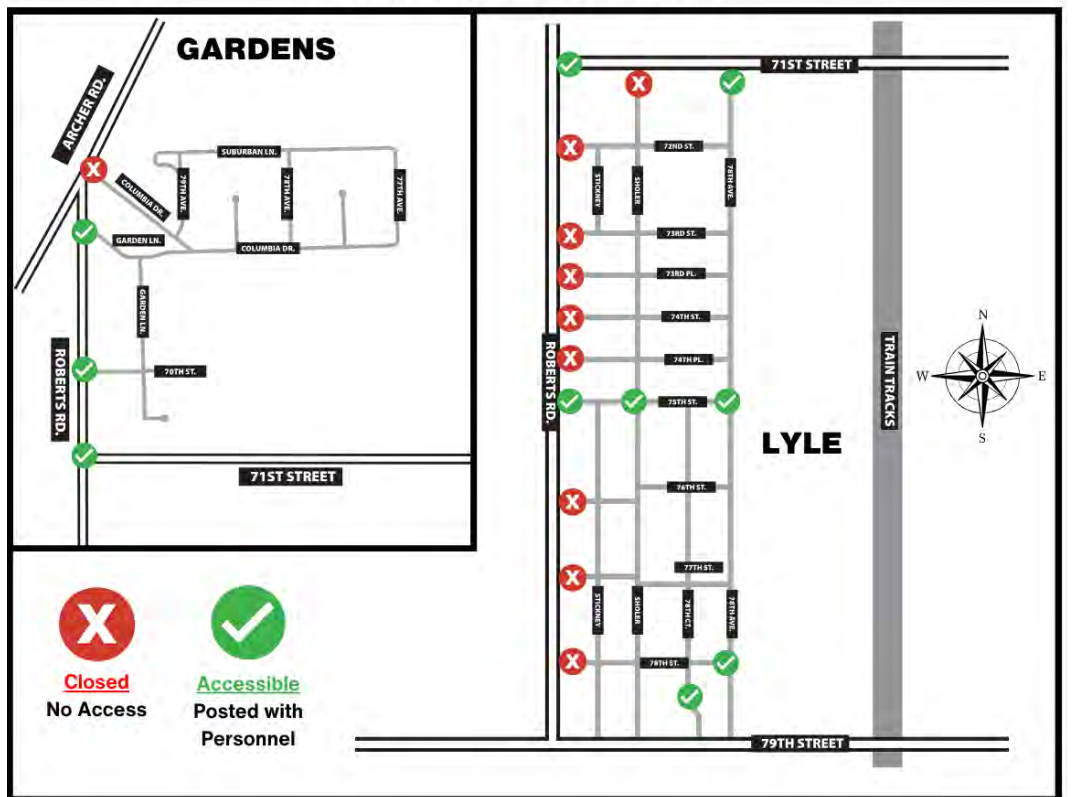 GARDENS
ARCHER RD.
SUBURBAN LN.
COLUMBIA DR.
79TH AVE.
78TH AVE.
77TH AVE.
GARDEN LN.
COLUMBIA DR.
GARDEN LN.
ROBERTS RD.
70TH ST.
71ST STREET
71ST STREET
72ND ST.
STICKNEY
SHOLER
78TH AVE.
73RD ST.
73RD PL.
74TH ST.
ROBERTS RD.
74TH PL.
TRAIN TRACKS
N
W
E
S
75TH ST.
LYLE
76TH ST.
77TH ST.
STICKNEY
SHOLER
78TH CT.
78TH AVE.
78TH ST.
79TH STREET
X
Closed
No Access
Accessible
Posted with
Personnel